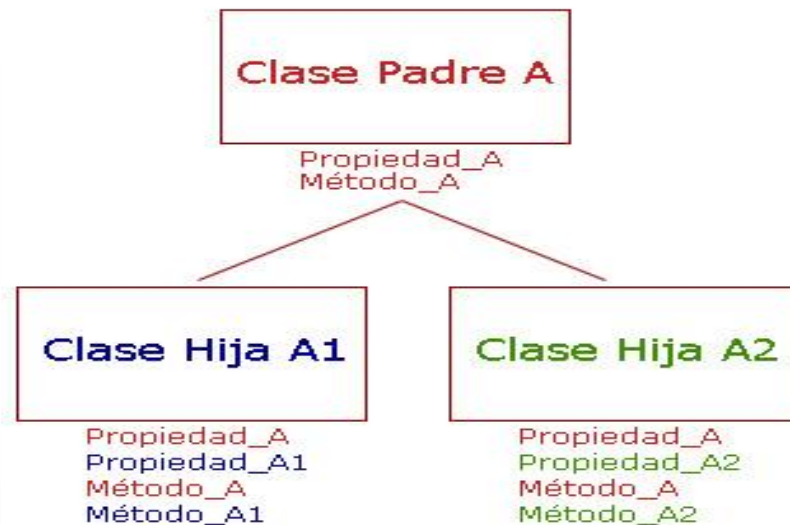 Clase Padre A
Propiedad_A
Método_A
Clase Hija A1
Propiedad_A
Propiedad_A1
Método_A
Método_A1
Clase Hija A2
Propiedad_A
Propiedad_A2
Método_A
Método_A2